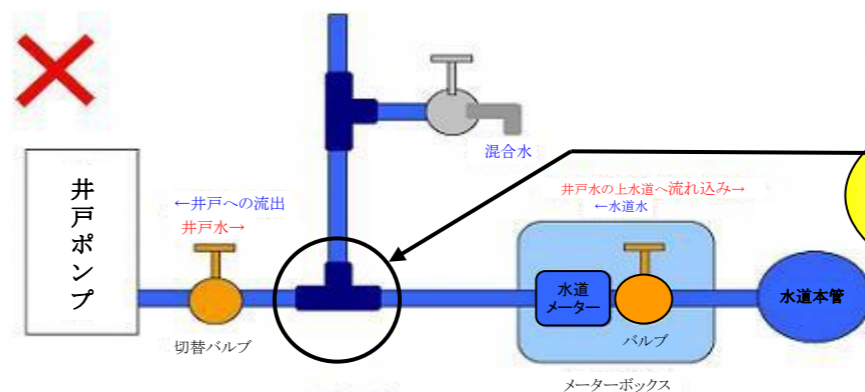 混合水
井戸ポンプ
←井戸への流出
井戸水→
井戸水の上水道へ流れ込み→
←水道水
水道
メーター
水道本管
切替バルブ
バルブ
メーターボックス